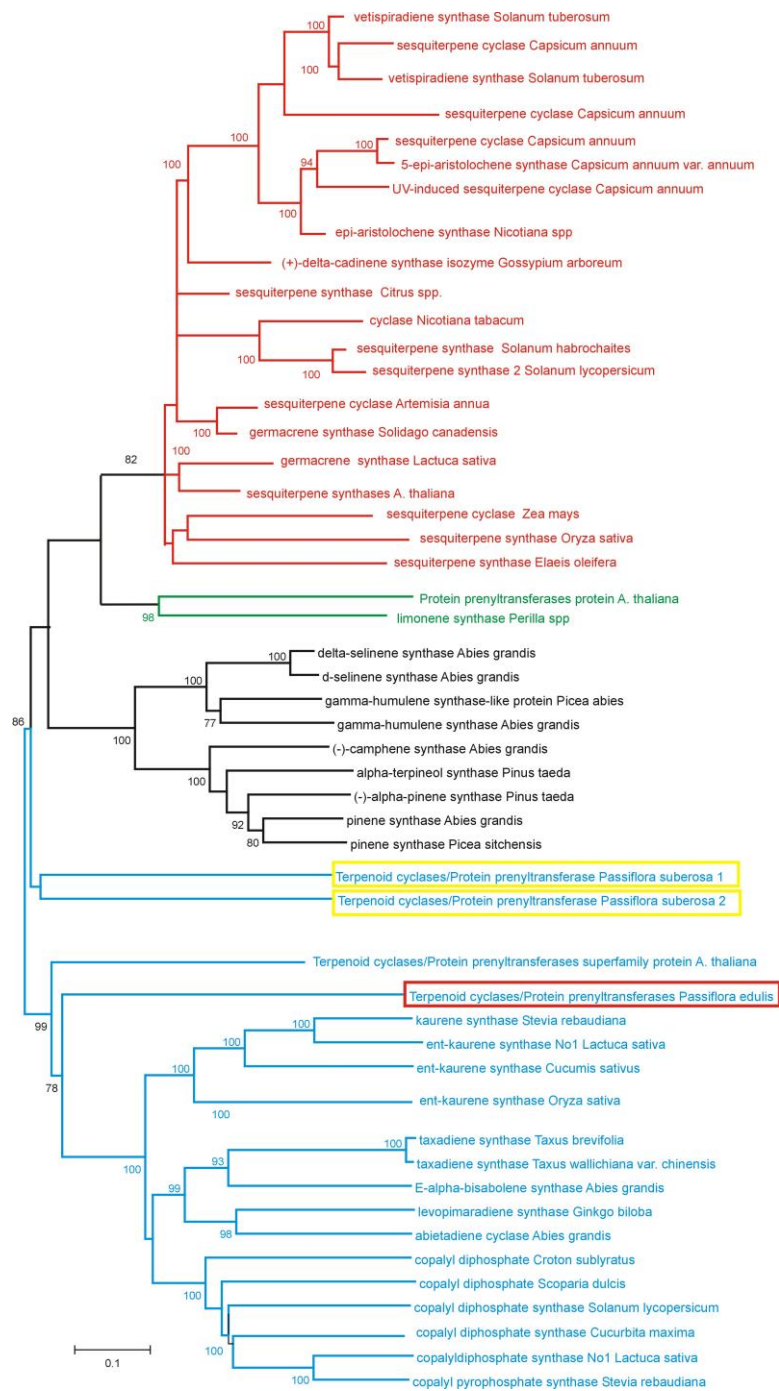 vetispiradiene synthase Solanum tuberosum
100
sesquiterpene cyclase Capsicum annuum
100
vetispiradiene synthase Solanum tuberosum
100
sesquiterpene cyclase Capsicum annuum
100
sesquiterpene cyclase Capsicum annuum
100
94
5-epi-aristolochene synthase Capsicum annuum var. annuum
100
UV-induced sesquiterpene cyclase Capsicum annuum
100
epi-aristolochene synthase Nicotiana spp
(+)-delta-cadinene synthase isozyme Gossypium arboreum
sesquiterpene synthase Citrus spp.
cyclase Nicotiana tabacum
sesquiterpene synthase Solanum habrochaites
100
100
sesquiterpene synthase 2 Solanum lycopersicum
sesquiterpene cyclase Artemisia annua
100
germacrene synthase Solidago canadensis
100
82
germacrene synthase Lactuca sativa
sesquiterpene synthases A. thaliana
sesquiterpene cyclase Zea mays
sesquiterpene synthase Oryza sativa
sesquiterpene synthase Elaeis oleifera
Protein prenyltransferases protein A. thaliana
98
limonene synthase Perilla spp
delta-selinene synthase Abies grandis
100
d-selinene synthase Abies grandis
100
gamma-humulene synthase-like protein Picea abies
77
gamma-humulene synthase Abies grandis
86
100
(-)-camphene synthase Abies grandis
100
alpha-terpineol synthase Pinus taeda
(-)-alpha-pinene synthase Pinus taeda
92
pinene synthase Abies grandis
80
pinene synthase Picea sitchensis
Terpenoid cyclases/Protein prenyltransferase Passiflora suberosa 1
Terpenoid cyclases/Protein prenyltransferase Passiflora suberosa 2
Terpenoid cyclases/Protein prenyltransferases superfamily protein A. thaliana
Terpenoid cyclases/Protein prenyltransferases Passiflora edulis
99
kaurene synthase Stevia rebaudiana
100
ent-kaurene synthase No1 Lactuca sativa
100
100
ent-kaurene synthase Cucumis sativus
78
ent-kaurene synthase Oryza sativa
100
taxadiene synthase Taxus brevifolia
100
taxadiene synthase Taxus wallichiana var. chinensis
93
100
E-alpha-bisabolene synthase Abies grandis
99
levopimaradiene synthase Ginkgo biloba
98
abietadiene cyclase Abies grandis
copalyl diphosphate Croton sublyratus
100
copalyl diphosphate Scoparia dulcis
copalyl diphosphate synthase Solanum lycopersicum
copalyl diphosphate synthase Cucurbita maxima
100
copalyldiphosphate synthase No1 Lactuca sativa
100
copalyl pyrophosphate synthase Stevia rebaudiana
0.1